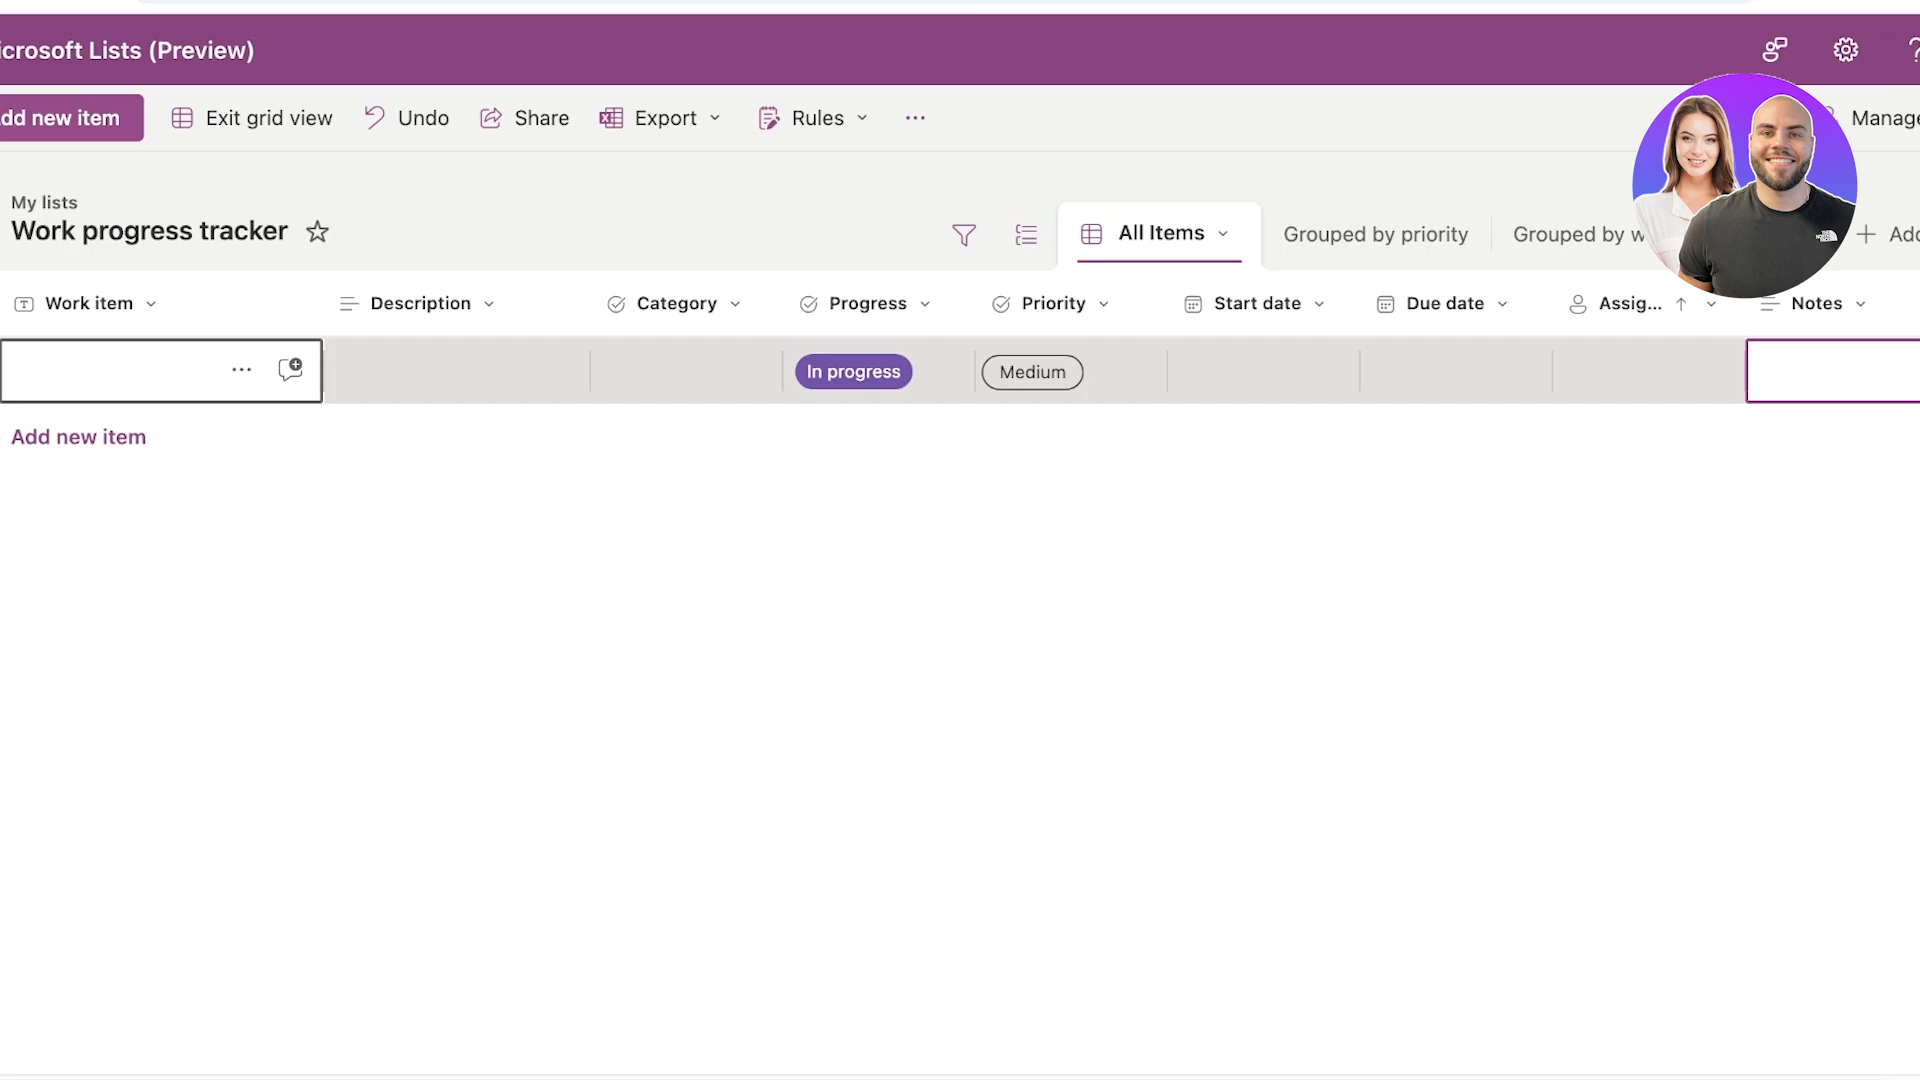 icrosoft Lists (Preview)
dd new item Exit grid view Undo Share Export Rules ... Manage
My lists
Work progress tracker
All Items Grouped by priority Grouped by w + Add
Work item Description Category Progress Priority Start date Due date Assig... Notes
... In progress Medium
Add new item